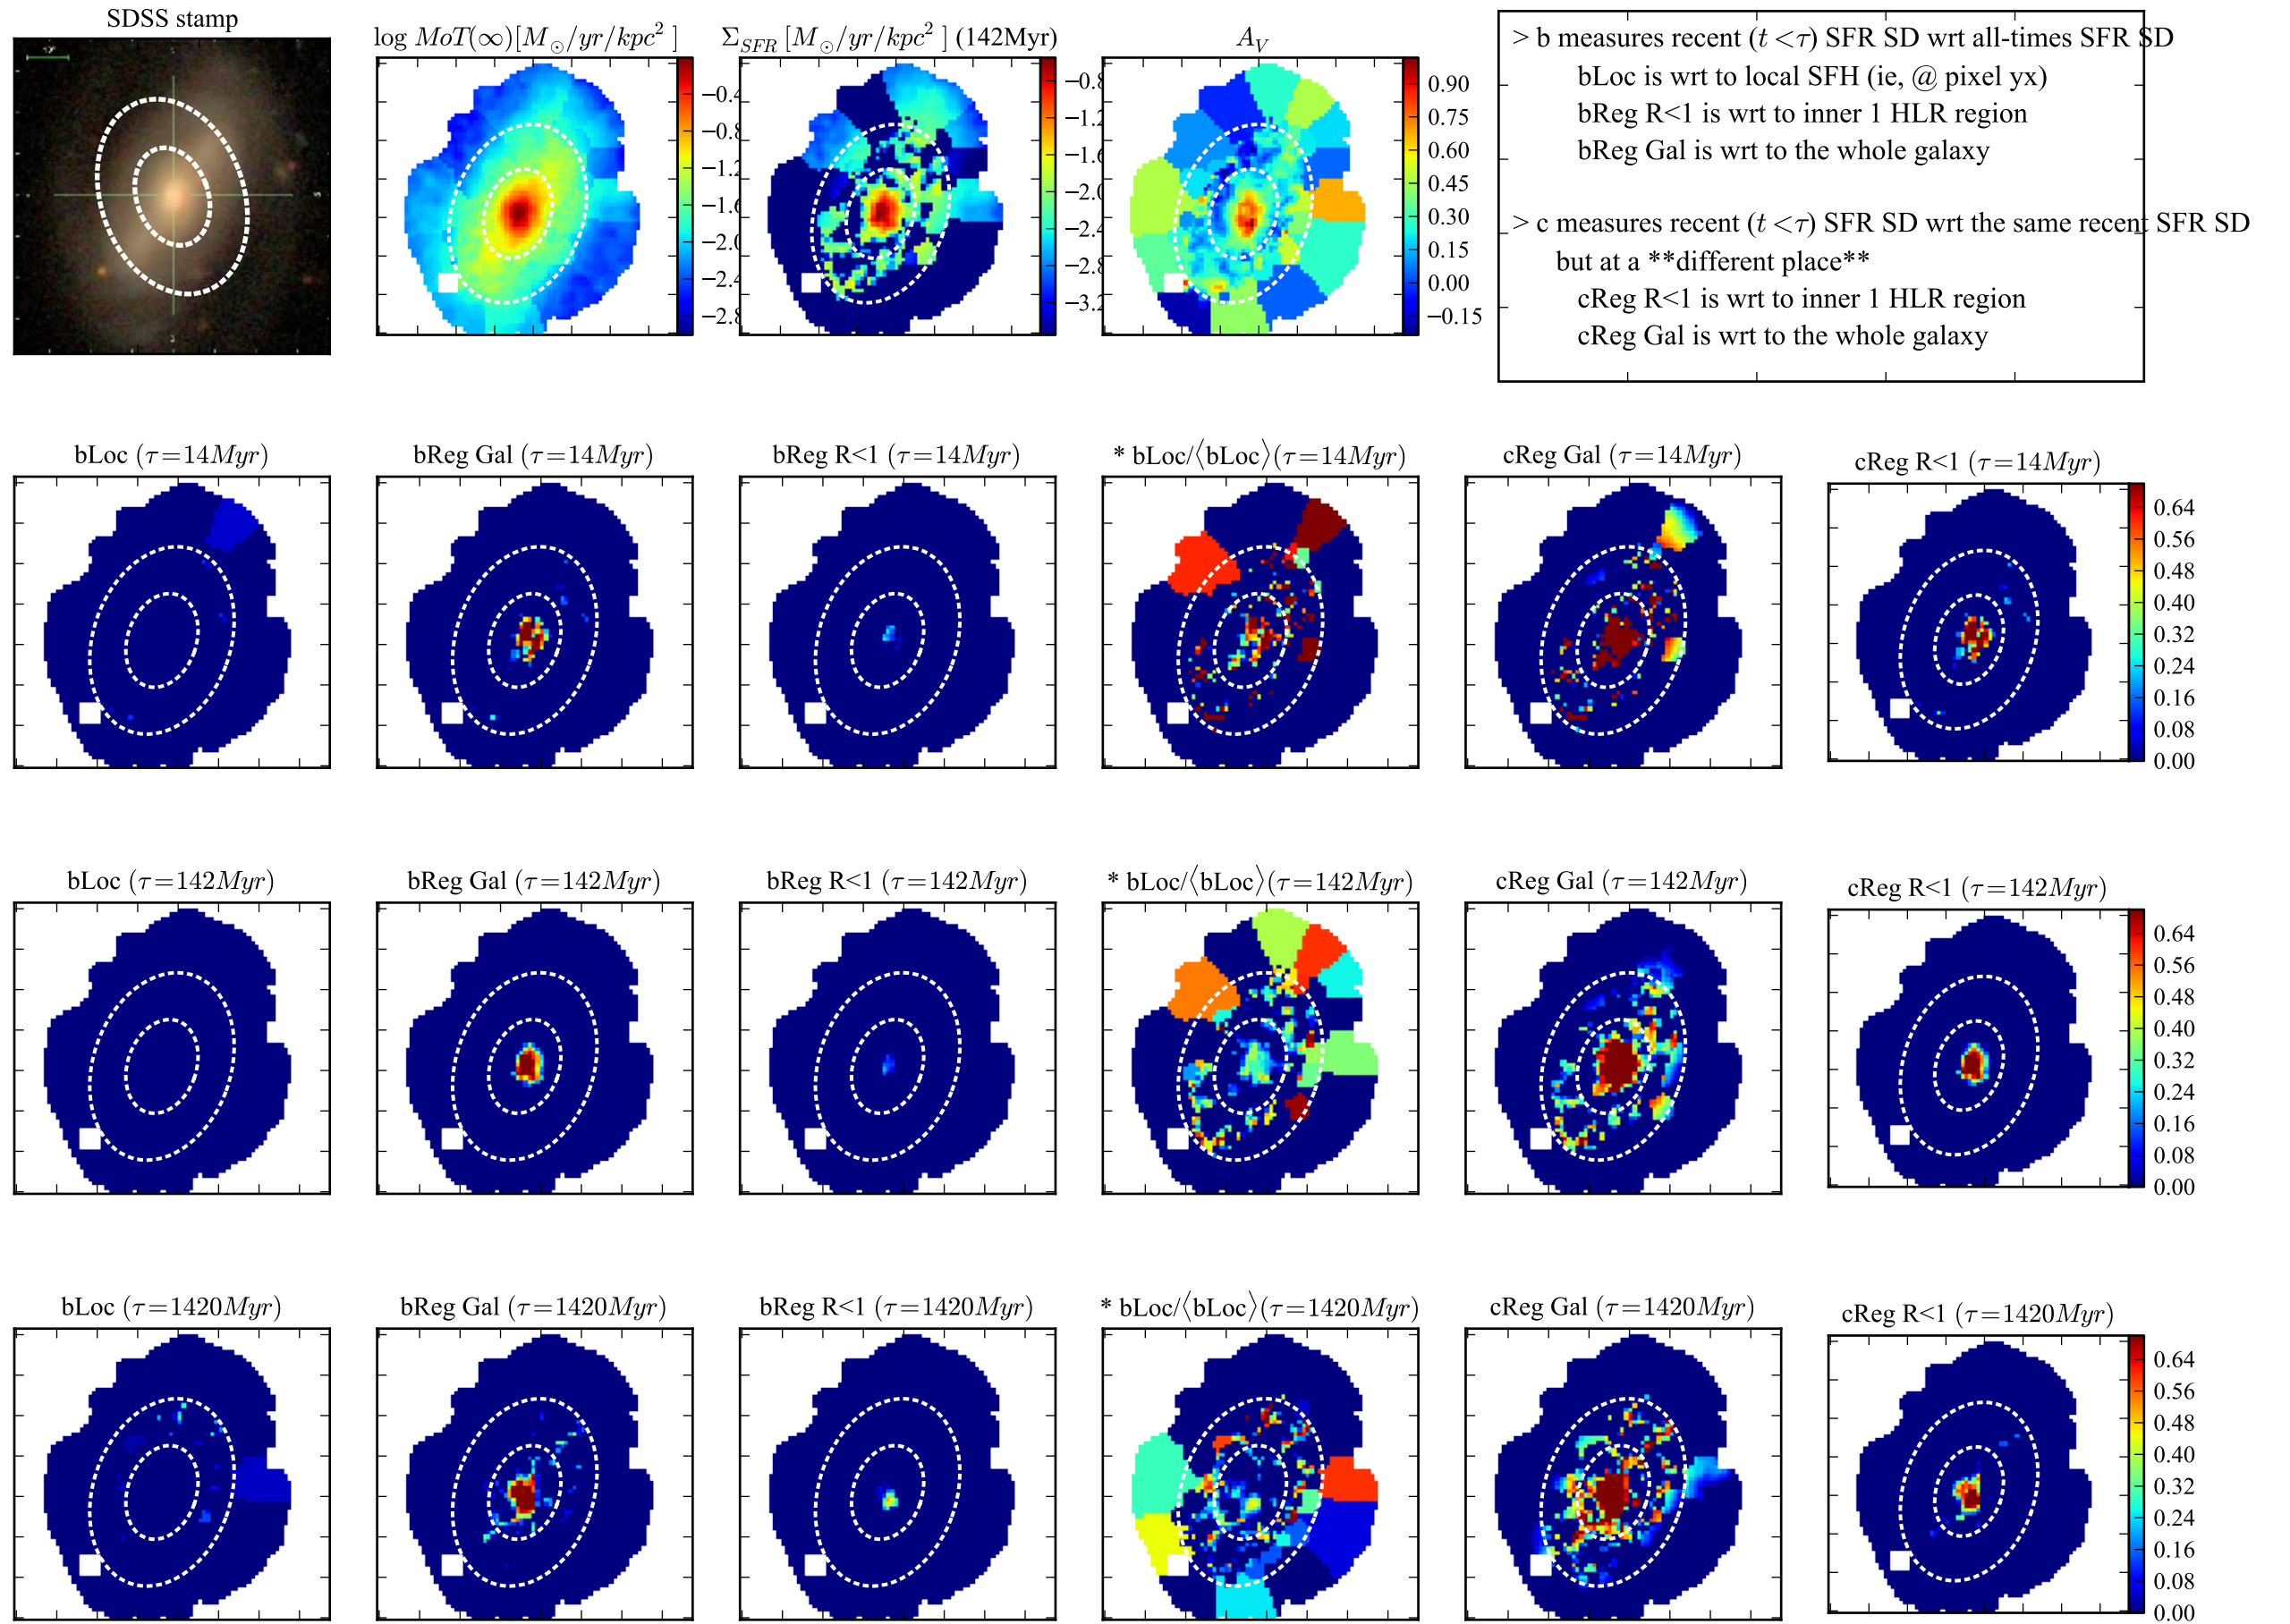 SDSS stamp
log MoT(∞)[M⊙/yr/kpc² ]
Σ_SFR [M⊙/yr/kpc² ] (142Myr)
A_V
−0.4
−0.8
−1.2
−1.6
−2.0
−2.4
−2.8
−0.8
−1.2
−1.6
−2.0
−2.4
−2.8
−3.2
0.90
0.75
0.60
0.45
0.30
0.15
0.00
−0.15
> b measures recent (t <τ) SFR SD wrt all-times SFR SD
bLoc is wrt to local SFH (ie, @ pixel yx)
bReg R<1 is wrt to inner 1 HLR region
bReg Gal is wrt to the whole galaxy
> c measures recent (t <τ) SFR SD wrt the same recent SFR SD
but at a **different place**
cReg R<1 is wrt to inner 1 HLR region
cReg Gal is wrt to the whole galaxy
bLoc (τ=14Myr)
bReg Gal (τ=14Myr)
bReg R<1 (τ=14Myr)
* bLoc/⟨bLoc⟩(τ=14Myr)
cReg Gal (τ=14Myr)
cReg R<1 (τ=14Myr)
0.64
0.56
0.48
0.40
0.32
0.24
0.16
0.08
0.00
bLoc (τ=142Myr)
bReg Gal (τ=142Myr)
bReg R<1 (τ=142Myr)
* bLoc/⟨bLoc⟩(τ=142Myr)
cReg Gal (τ=142Myr)
cReg R<1 (τ=142Myr)
0.64
0.56
0.48
0.40
0.32
0.24
0.16
0.08
0.00
bLoc (τ=1420Myr)
bReg Gal (τ=1420Myr)
bReg R<1 (τ=1420Myr)
* bLoc/⟨bLoc⟩(τ=1420Myr)
cReg Gal (τ=1420Myr)
cReg R<1 (τ=1420Myr)
0.64
0.56
0.48
0.40
0.32
0.24
0.16
0.08
0.00